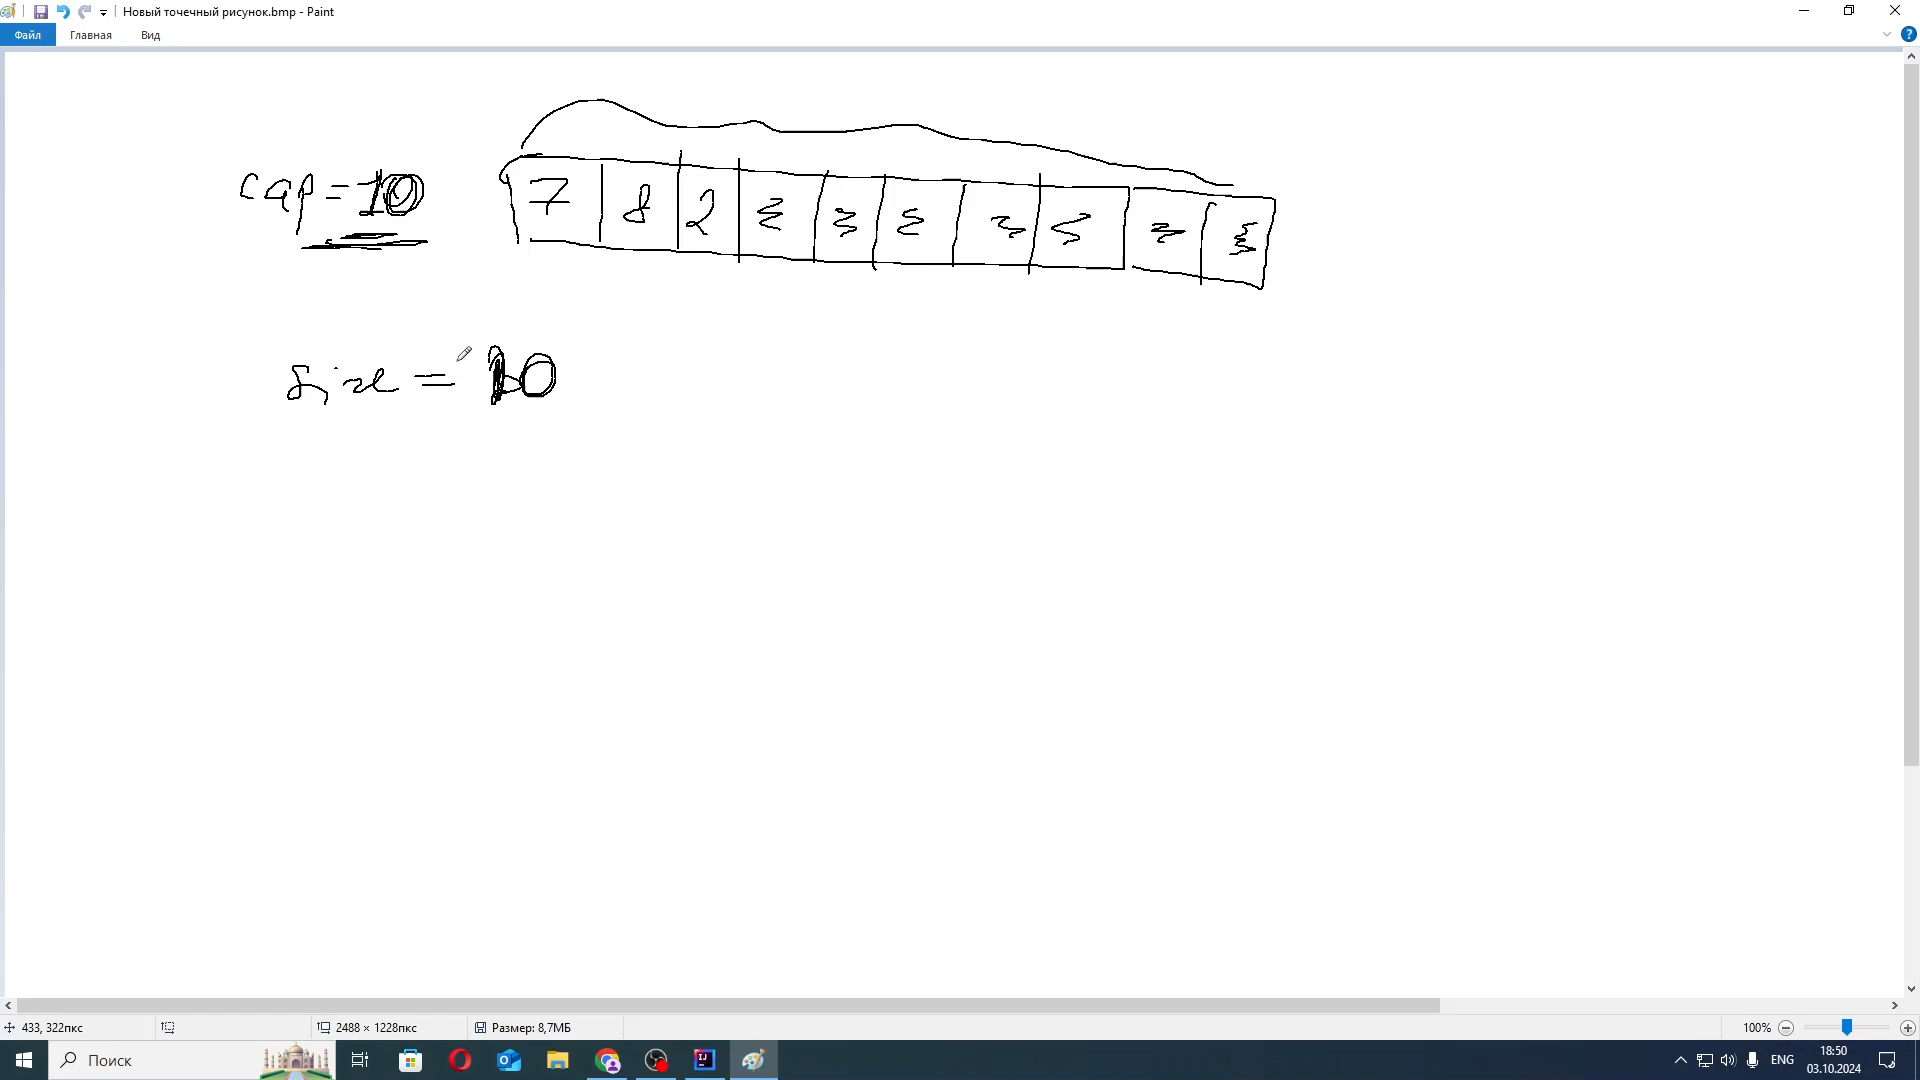 Новый точечный рисунок.bmp - Paint
Файл Главная Вид
cap = 10
7 8 2
Size = 10
433, 322пкс 2488 × 1228пкс Размер: 8,7МБ 100%
Поиск ENG 18:50
03.10.2024